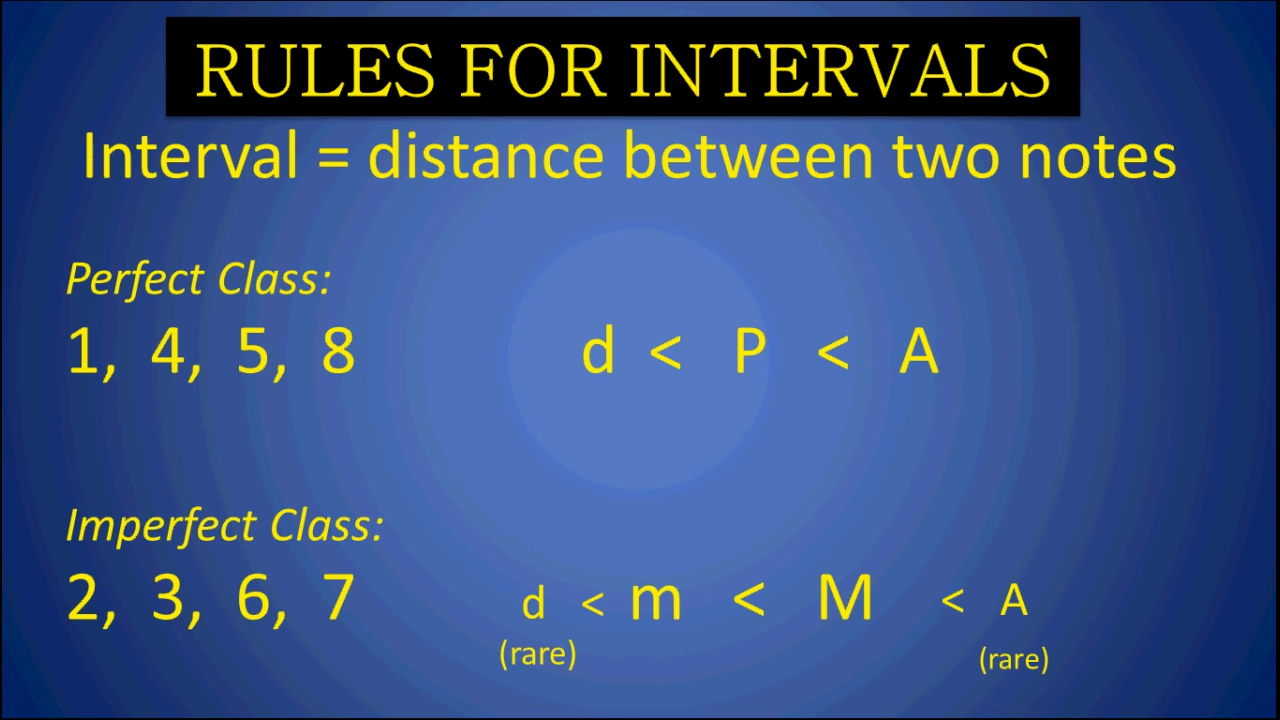 RULES FOR INTERVALS
Interval = distance between two notes
Perfect Class:
1, 4, 5, 8 d < P < A
Imperfect Class:
2, 3, 6, 7 d < m < M < A
(rare) (rare)